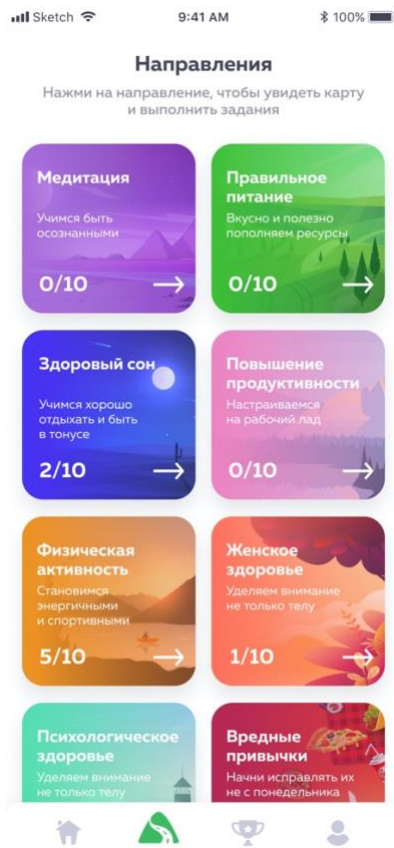 Sketch 9:41 AM 100%
Направления
Нажми на направление, чтобы увидеть карту
и выполнить задания
Медитация
Учимся быть
осознанными
0/10
Правильное
питание
Вкусно и полезно
пополняем ресурсы
0/10
Здоровый сон
Учимся хорошо
отдыхать и быть
в тонусе
2/10
Повышение
продуктивности
Настраиваемся
на рабочий лад
0/10
Физическая
активность
Становимся
энергичными
и спортивными
5/10
Женское
здоровье
Уделяем внимание
не только телу
1/10
Психологическое
здоровье
Уделяем внимание
не только телу
Вредные
привычки
Начни исправлять их
не с понедельника